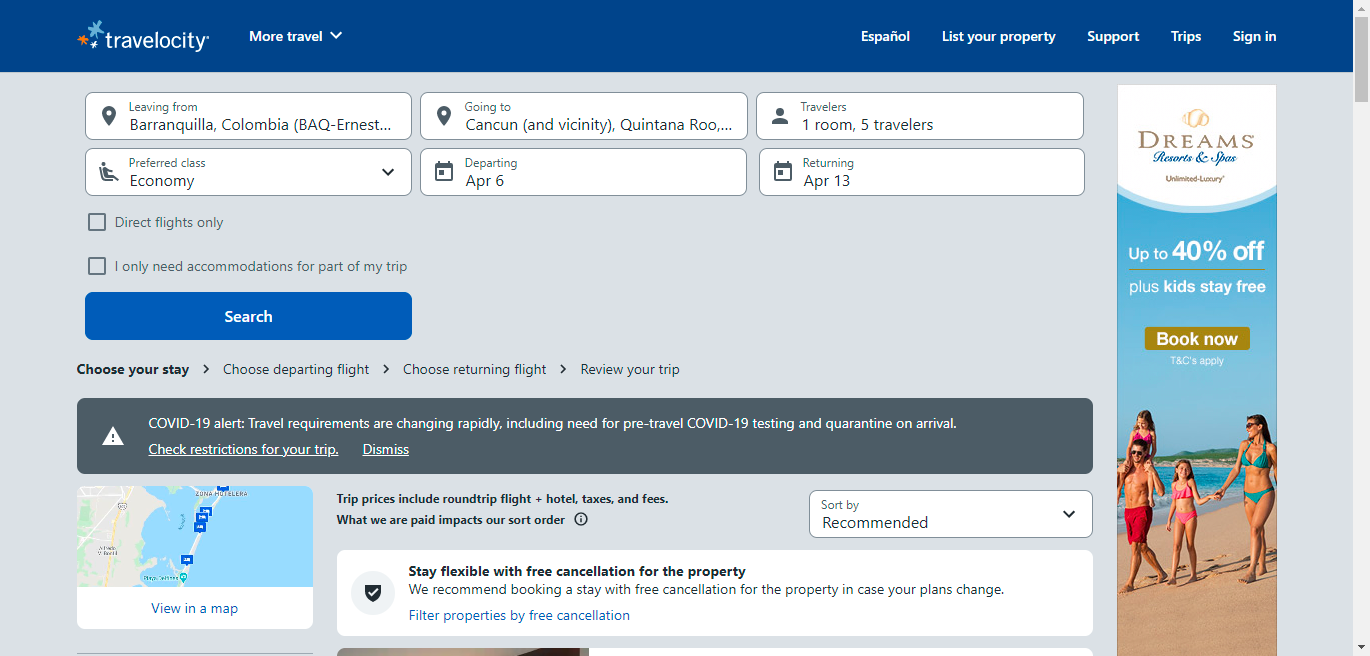 travelocity
More travel
Español
List your property
Support
Trips
Sign in
Leaving from
Barranquilla, Colombia (BAQ-Ernest...
Going to
Cancun (and vicinity), Quintana Roo,...
Travelers
1 room, 5 travelers
Preferred class
Economy
Departing
Apr 6
Returning
Apr 13
Direct flights only
I only need accommodations for part of my trip
Search
Choose your stay
Choose departing flight
Choose returning flight
Review your trip
COVID-19 alert: Travel requirements are changing rapidly, including need for pre-travel COVID-19 testing and quarantine on arrival.
Check restrictions for your trip.
Dismiss
ZONA HOTELERA
Alfredo
V. Bonfil
Playa Delfines
View in a map
Trip prices include roundtrip flight + hotel, taxes, and fees.
What we are paid impacts our sort order
Sort by
Recommended
Stay flexible with free cancellation for the property
We recommend booking a stay with free cancellation for the property in case your plans change.
Filter properties by free cancellation
DREAMS
Resorts & Spas
Unlimited-Luxury®
Up to 40% off
plus kids stay free
Book now
T&C's apply